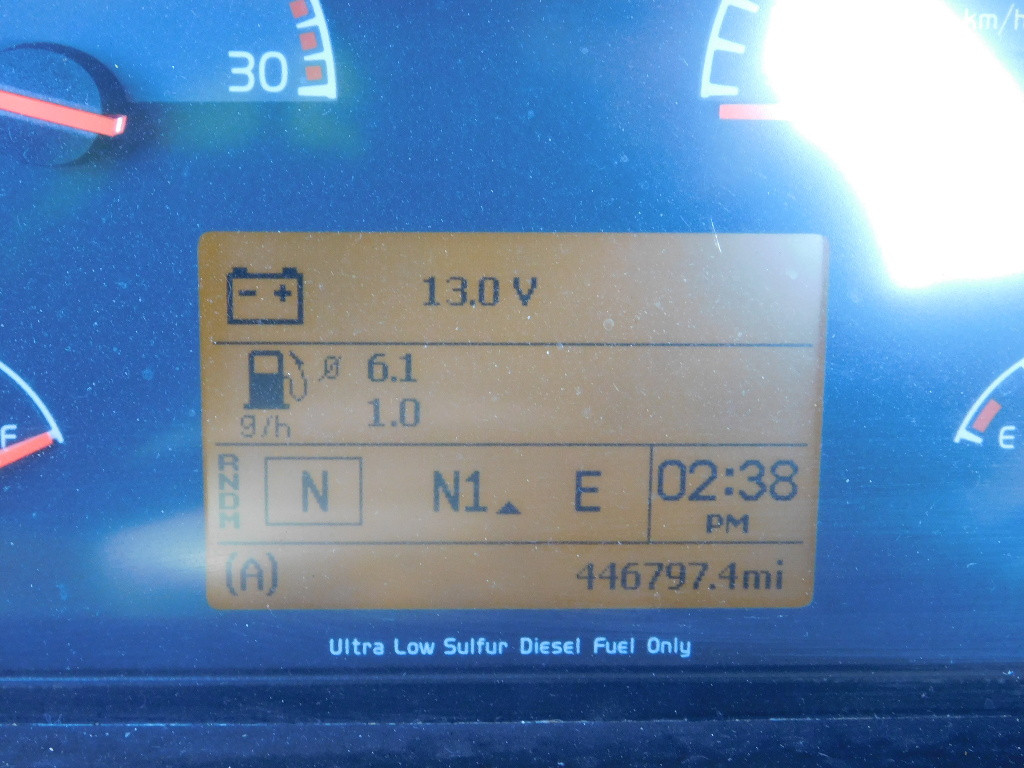 30
km/h
13.0 V
Ø 6.1
g/h 1.0
F
E
RNDM
N N1 E 02:38
PM
(A) 446797.4mi
Ultra Low Sulfur Diesel Fuel Only